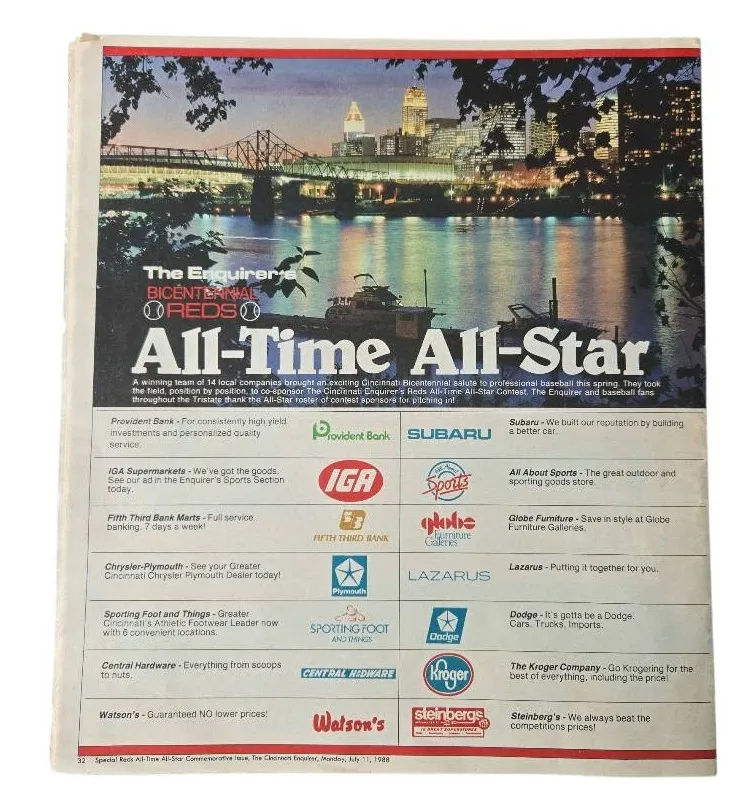 The Enquirer's
BICENTENNIAL
REDS
All-Time All-Star
A winning team of 14 local companies brought an exciting Cincinnati Bicentennial salute to professional baseball this spring. They took
the field, position by position, to co-sponsor The Cincinnati Enquirer's Reds All-Time All-Star Contest. The Enquirer and baseball fans
throughout the Tristate thank the All-Star roster of contest sponsors for pitching in!
Provident Bank - For consistently high yield
investments and personalized quality
service.
Provident Bank
SUBARU
Subaru - We built our reputation by building
a better car.
IGA Supermarkets - We've got the goods.
See our ad in the Enquirer's Sports Section
today.
IGA
All About
Sports
All About Sports - The great outdoor and
sporting goods store.
Fifth Third Bank Marts - Full service
banking. 7 days a week!
FIFTH THIRD BANK
globe
Furniture
Galleries
Globe Furniture - Save in style at Globe
Furniture Galleries.
Chrysler-Plymouth - See your Greater
Cincinnati Chrysler Plymouth Dealer today!
Plymouth
LAZARUS
Lazarus - Putting it together for you.
Sporting Foot and Things - Greater
Cincinnati's Athletic Footwear Leader now
with 6 convenient locations.
SPORTING FOOT
AND THINGS
Dodge
Dodge - It's gotta be a Dodge.
Cars. Trucks, Imports.
Central Hardware - Everything from scoops
to nuts.
CENTRAL HARDWARE
Kroger
The Kroger Company - Go Krogering for the
best of everything, including the price!
Watson's - Guaranteed NO lower prices!
Watson's
steinbergs
Steinberg's - We always beat the
competitions prices!
32 Special Reds All-Time All-Star Commemorative Issue, The Cincinnati Enquirer, Monday, July 11, 1988